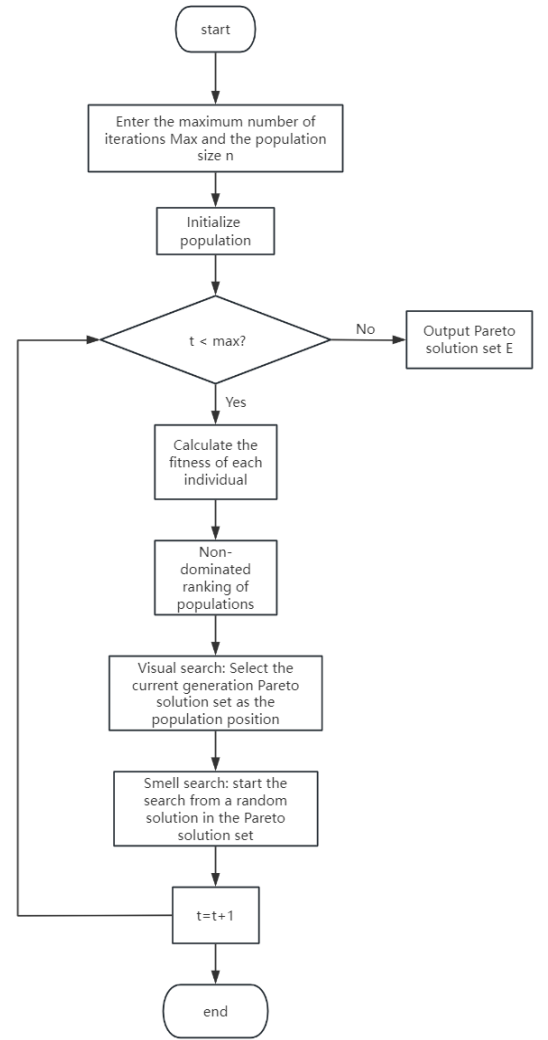 start
Enter the maximum number of
iterations Max and the population
size n
Initialize
population
t < max?
No
Output Pareto
solution set E
Yes
Calculate the
fitness of each
individual
Non-
dominated
ranking of
populations
Visual search: Select the
current generation Pareto
solution set as the
population position
Smell search: start the
search from a random
solution in the Pareto
solution set
t=t+1
end